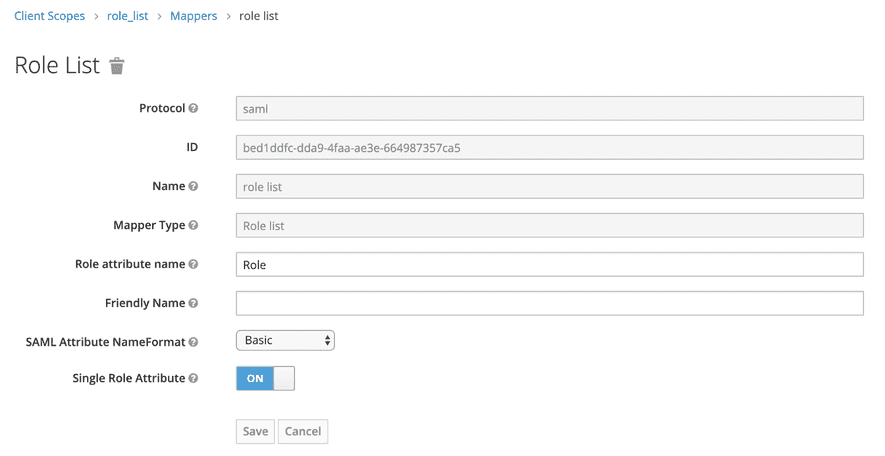 Client Scopes > role_list > Mappers > role list
Role List
Protocol saml
ID bed1ddfc-dda9-4faa-ae3e-664987357ca5
Name role list
Mapper Type Role list
Role attribute name Role
Friendly Name
SAML Attribute NameFormat Basic
Single Role Attribute ON
Save Cancel